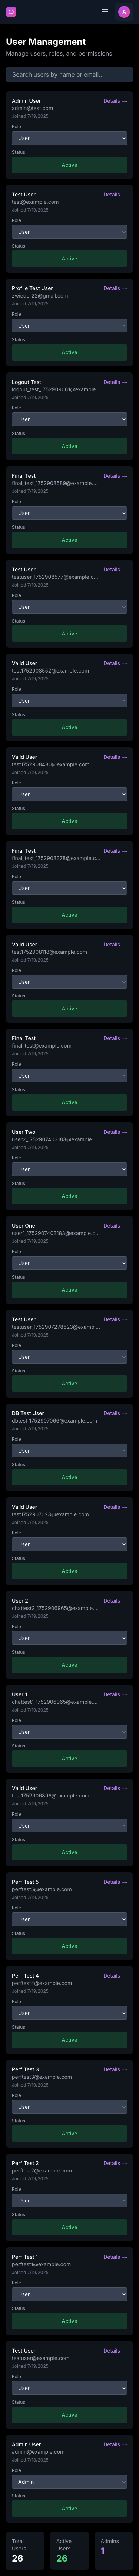 A
User Management
Manage users, roles, and permissions
Search users by name or email...
Admin User
Details -->
admin@test.com
Joined 7/19/2025
Role
User
Status
Active
Test User
Details -->
test@example.com
Joined 7/19/2025
Role
User
Status
Active
Profile Test User
Details -->
zwieder22@gmail.com
Joined 7/19/2025
Role
User
Status
Active
Logout Test
Details -->
logout_test_1752909061@example...
Joined 7/19/2025
Role
User
Status
Active
Final Test
Details -->
final_test_1752908589@example....
Joined 7/19/2025
Role
User
Status
Active
Test User
Details -->
testuser_1752908577@example.c...
Joined 7/19/2025
Role
User
Status
Active
Valid User
Details -->
test1752908552@example.com
Joined 7/19/2025
Role
User
Status
Active
Valid User
Details -->
test1752908480@example.com
Joined 7/19/2025
Role
User
Status
Active
Final Test
Details -->
final_test_1752908378@example.c...
Joined 7/19/2025
Role
User
Status
Active
Valid User
Details -->
test1752908118@example.com
Joined 7/19/2025
Role
User
Status
Active
Final Test
Details -->
final_test@example.com
Joined 7/19/2025
Role
User
Status
Active
User Two
Details -->
user2_1752907403183@example....
Joined 7/19/2025
Role
User
Status
Active
User One
Details -->
user1_1752907403183@example.c...
Joined 7/19/2025
Role
User
Status
Active
Test User
Details -->
testuser_1752907278623@exampl...
Joined 7/19/2025
Role
User
Status
Active
DB Test User
Details -->
dbtest_1752907066@example.com
Joined 7/19/2025
Role
User
Status
Active
Valid User
Details -->
test1752907023@example.com
Joined 7/19/2025
Role
User
Status
Active
User 2
Details -->
chattest2_1752906965@example....
Joined 7/19/2025
Role
User
Status
Active
User 1
Details -->
chattest1_1752906965@example....
Joined 7/19/2025
Role
User
Status
Active
Valid User
Details -->
test1752906896@example.com
Joined 7/19/2025
Role
User
Status
Active
Perf Test 5
Details -->
perftest5@example.com
Joined 7/19/2025
Role
User
Status
Active
Perf Test 4
Details -->
perftest4@example.com
Joined 7/19/2025
Role
User
Status
Active
Perf Test 3
Details -->
perftest3@example.com
Joined 7/19/2025
Role
User
Status
Active
Perf Test 2
Details -->
perftest2@example.com
Joined 7/19/2025
Role
User
Status
Active
Perf Test 1
Details -->
perftest1@example.com
Joined 7/19/2025
Role
User
Status
Active
Test User
Details -->
testuser@example.com
Joined 7/19/2025
Role
User
Status
Active
Admin User
Details -->
admin@example.com
Joined 7/19/2025
Role
Admin
Status
Active
Total
Users
26
Active
Users
26
Admins
1